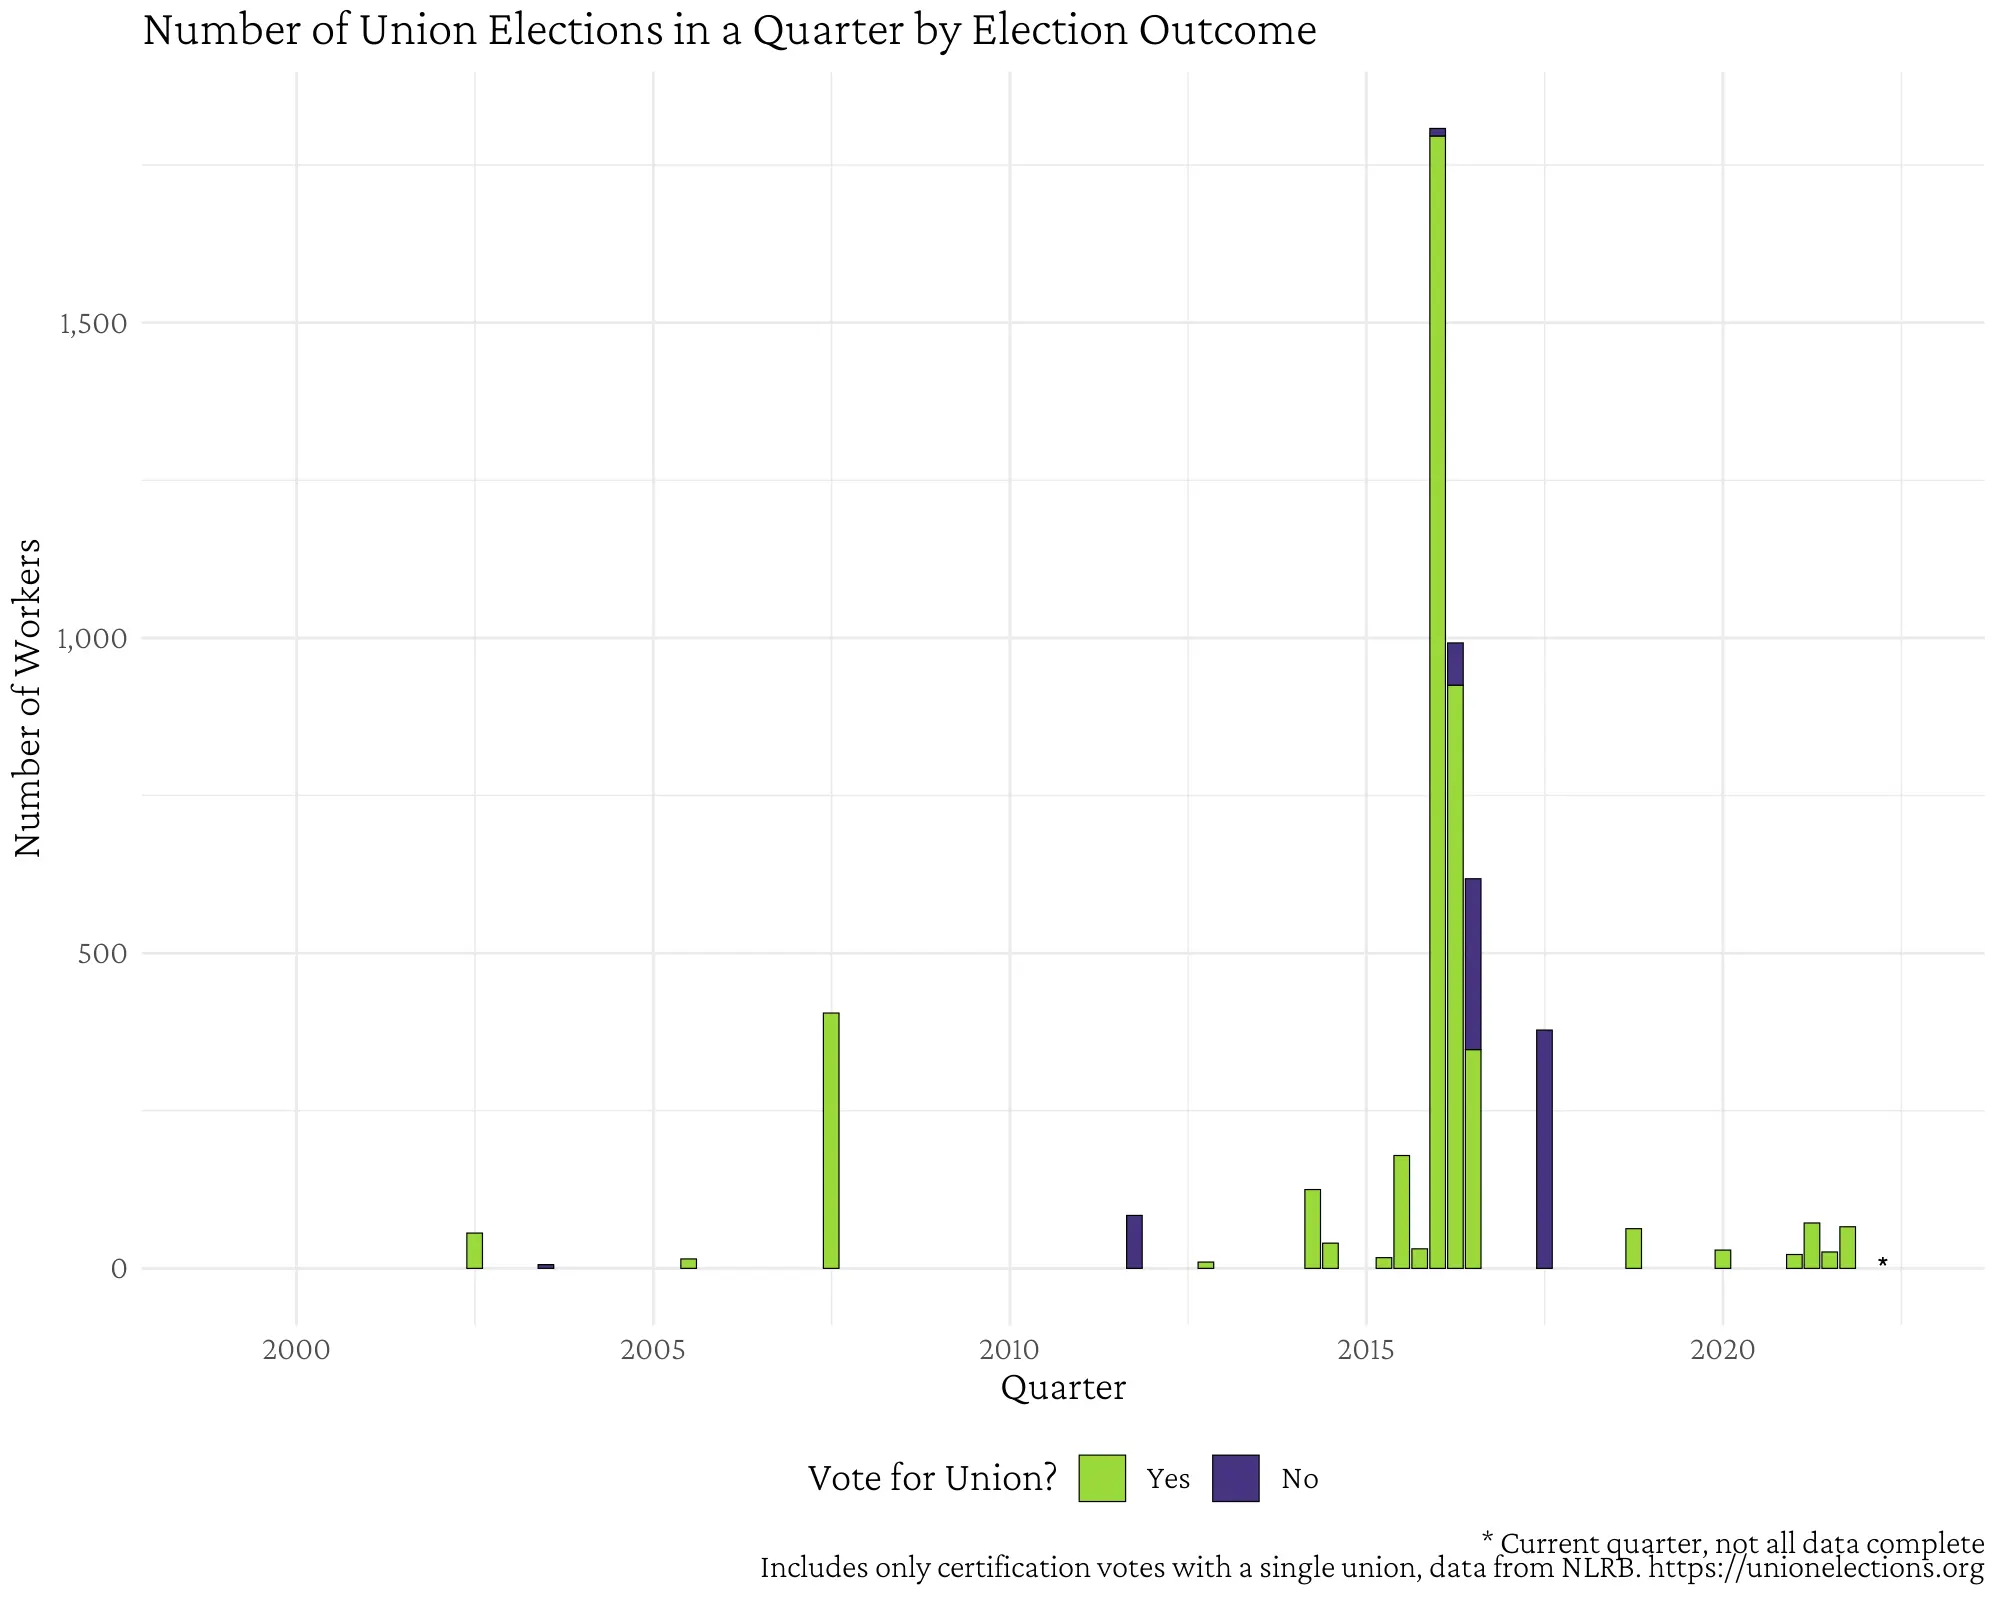 Number of Union Elections in a Quarter by Election Outcome
Number of Workers
1,500
1,000
500
0
*
2000 2005 2010 2015 2020
Quarter
Vote for Union? Yes No
* Current quarter, not all data complete
Includes only certification votes with a single union, data from NLRB. https://unionelections.org